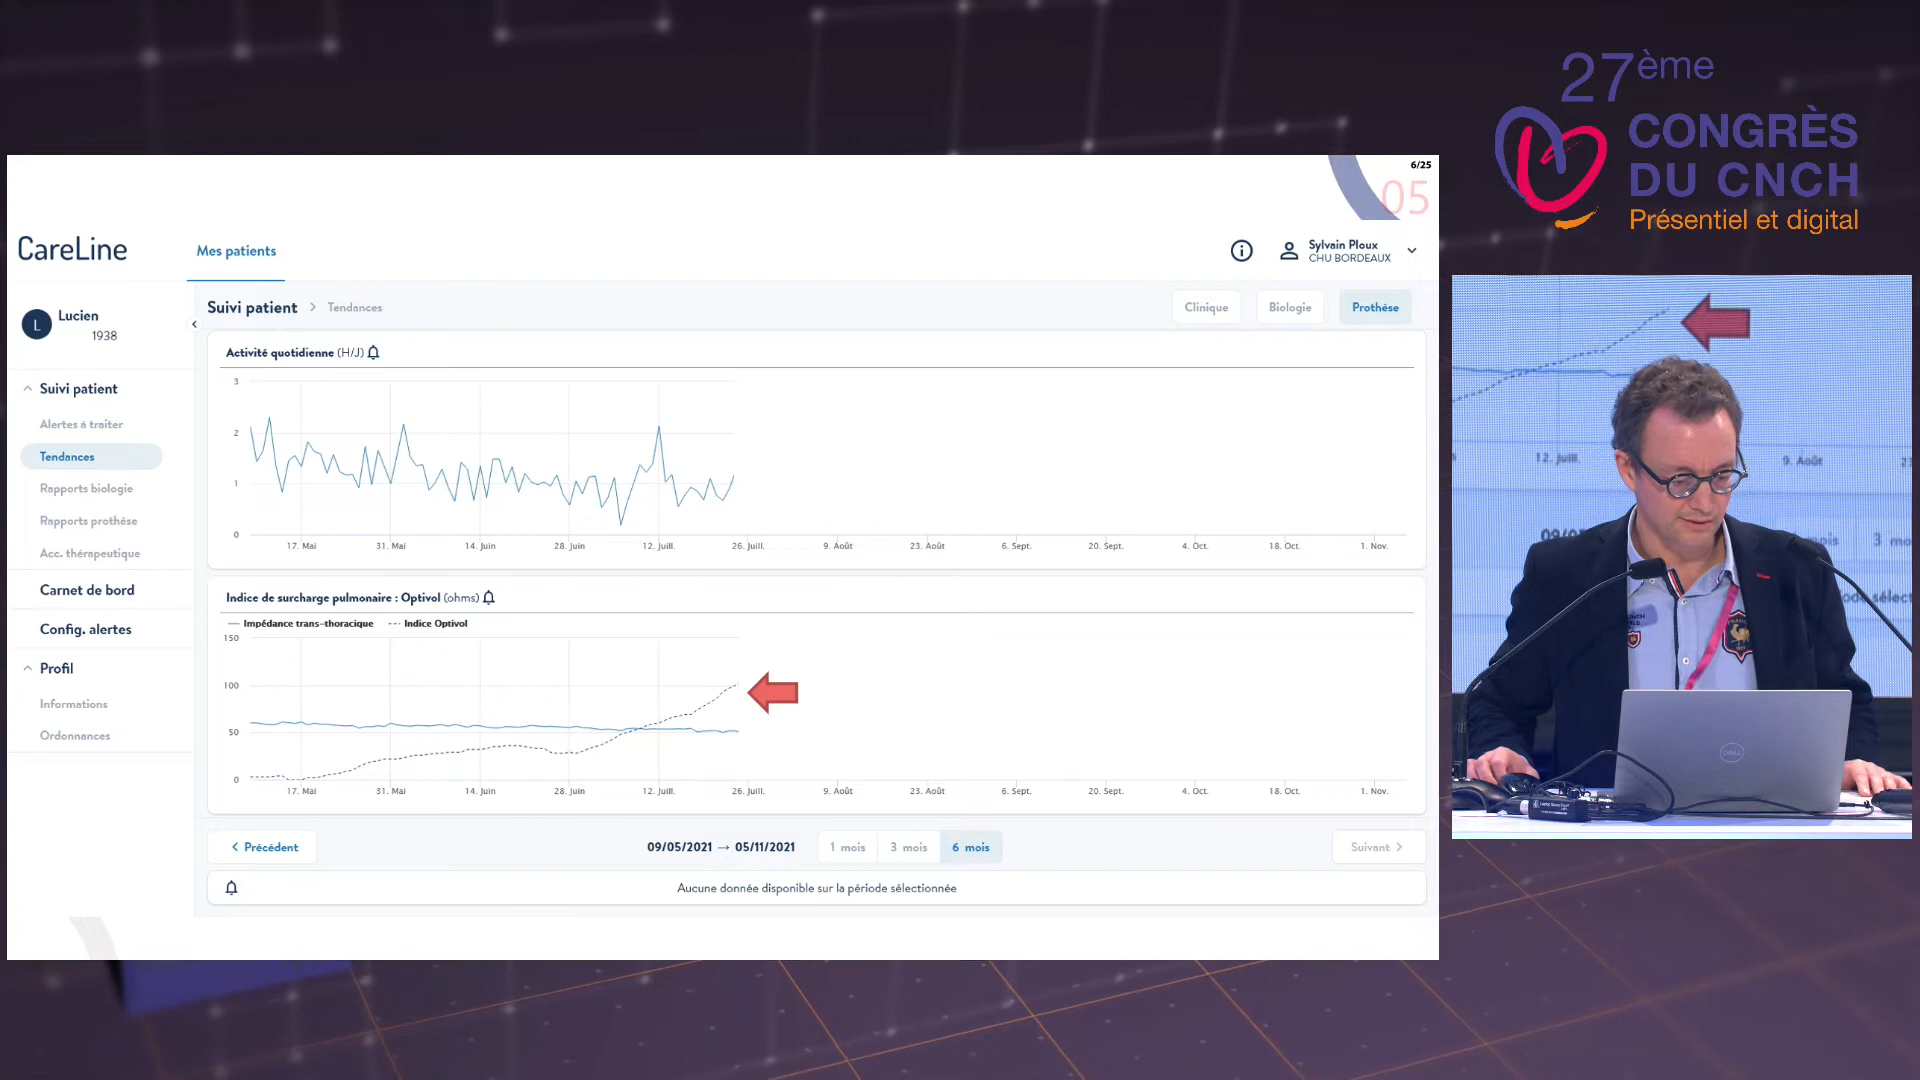 27ème
CONGRÈS
DU CNCH
Présentiel et digital
6/25
05
CareLine
Mes patients
Sylvain Ploux
CHU BORDEAUX
L
Lucien
1938
Suivi patient > Tendances
Clinique
Biologie
Prothèse
Suivi patient
Alertes à traiter
Tendances
Rapports biologie
Rapports prothèse
Acc. thérapeutique
Carnet de bord
Config. alertes
Profil
Informations
Ordonnances
Activité quotidienne (H/J)
3
2
1
0
17. Mai 31. Mai 14. Juin 28. Juin 12. Juill. 26. Juill. 9. Août 23. Août 6. Sept. 20. Sept. 4. Oct. 18. Oct. 1. Nov.
Indice de surcharge pulmonaire : Optivol (ohms)
Impédance trans-thoracique Indice Optivol
150
100
50
0
17. Mai 31. Mai 14. Juin 28. Juin 12. Juill. 26. Juill. 9. Août 23. Août 6. Sept. 20. Sept. 4. Oct. 18. Oct. 1. Nov.
< Précédent
09/05/2021 → 05/11/2021
1 mois
3 mois
6 mois
Suivant >
Aucune donnée disponible sur la période sélectionnée
12. Juill.
9. Août
DELL